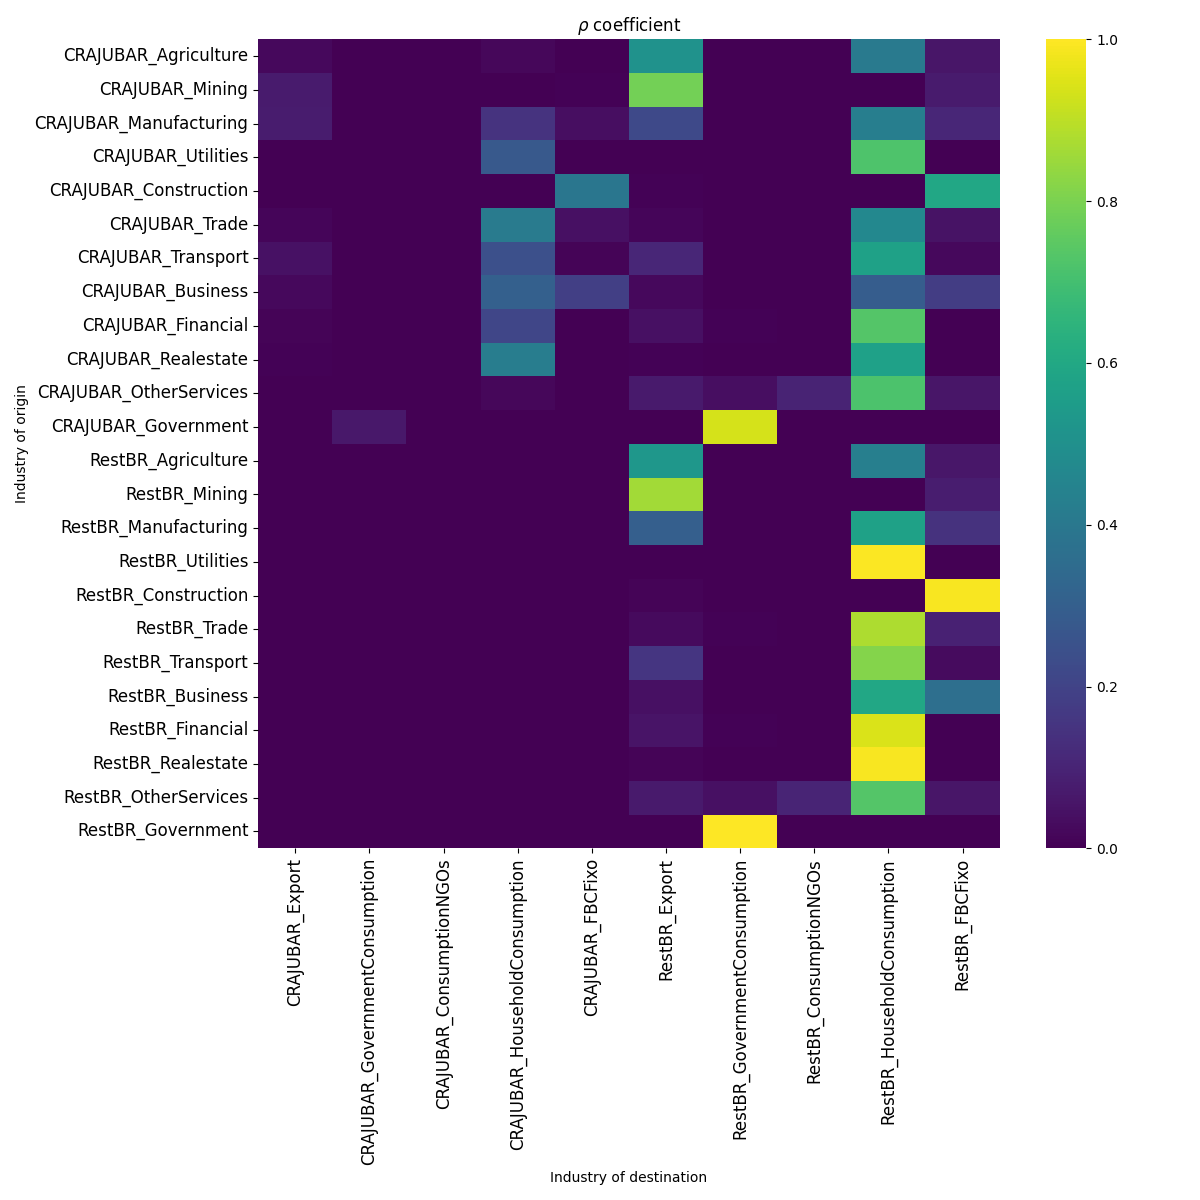 ρ coefficient
CRAJUBAR_Agriculture
CRAJUBAR_Mining
CRAJUBAR_Manufacturing
CRAJUBAR_Utilities
CRAJUBAR_Construction
CRAJUBAR_Trade
CRAJUBAR_Transport
CRAJUBAR_Business
CRAJUBAR_Financial
CRAJUBAR_Realestate
CRAJUBAR_OtherServices
CRAJUBAR_Government
RestBR_Agriculture
RestBR_Mining
RestBR_Manufacturing
RestBR_Utilities
RestBR_Construction
RestBR_Trade
RestBR_Transport
RestBR_Business
RestBR_Financial
RestBR_Realestate
RestBR_OtherServices
RestBR_Government
Industry of origin
CRAJUBAR_Export
CRAJUBAR_GovernmentConsumption
CRAJUBAR_ConsumptionNGOs
CRAJUBAR_HouseholdConsumption
CRAJUBAR_FBCFixo
RestBR_Export
RestBR_GovernmentConsumption
RestBR_ConsumptionNGOs
RestBR_HouseholdConsumption
RestBR_FBCFixo
Industry of destination
1.0
0.8
0.6
0.4
0.2
0.0